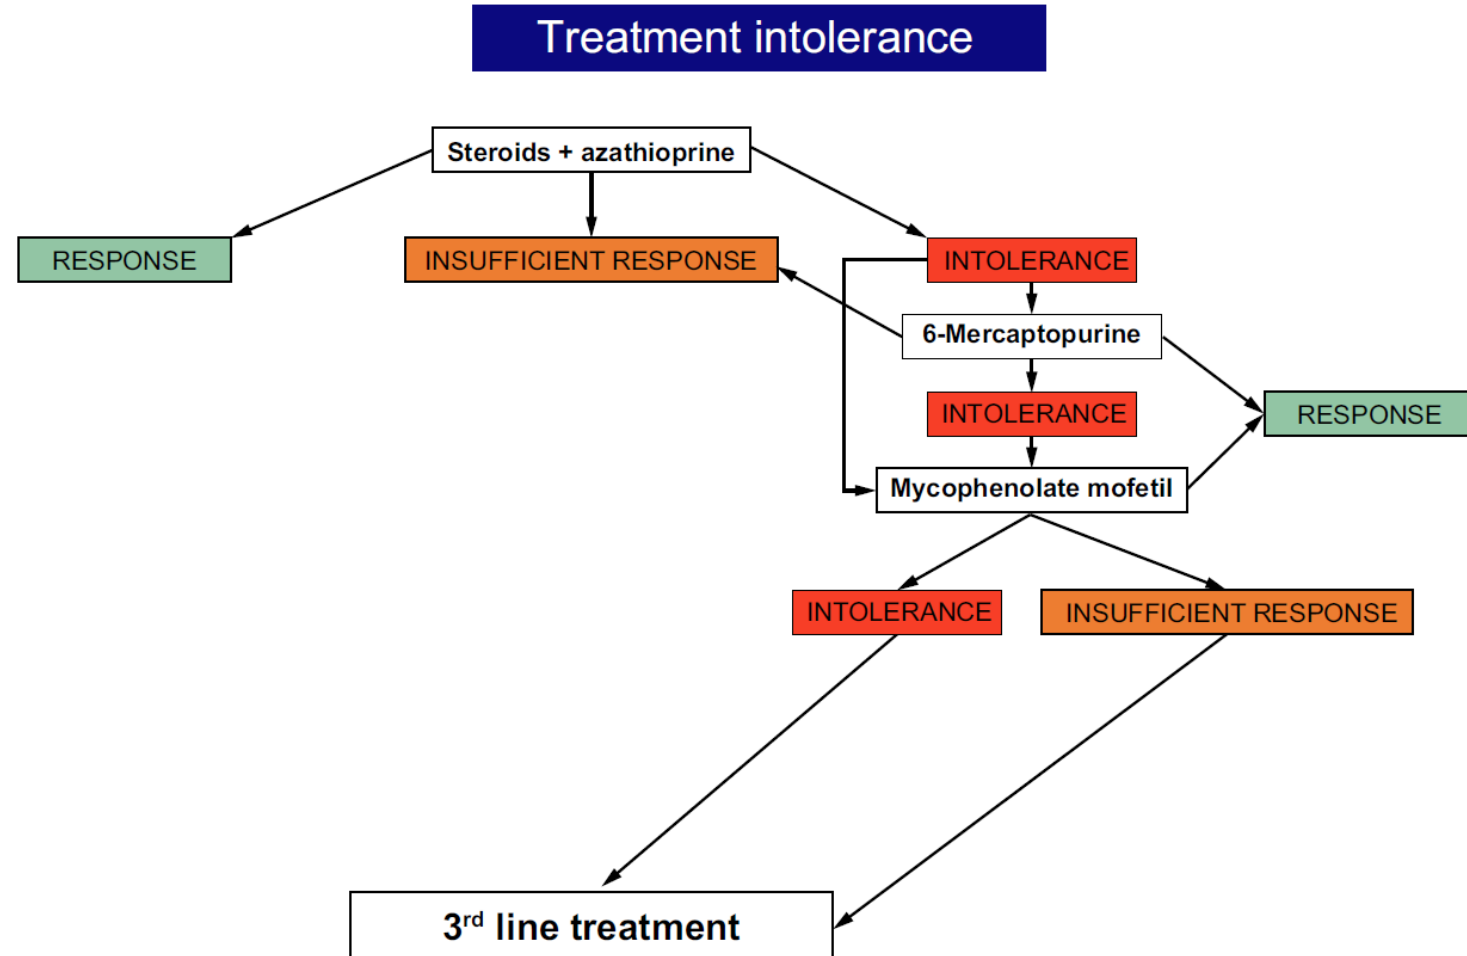 Treatment intolerance
Steroids + azathioprine
RESPONSE
INSUFFICIENT RESPONSE
INTOLERANCE
6-Mercaptopurine
INTOLERANCE
RESPONSE
Mycophenolate mofetil
INTOLERANCE
INSUFFICIENT RESPONSE
3rd line treatment